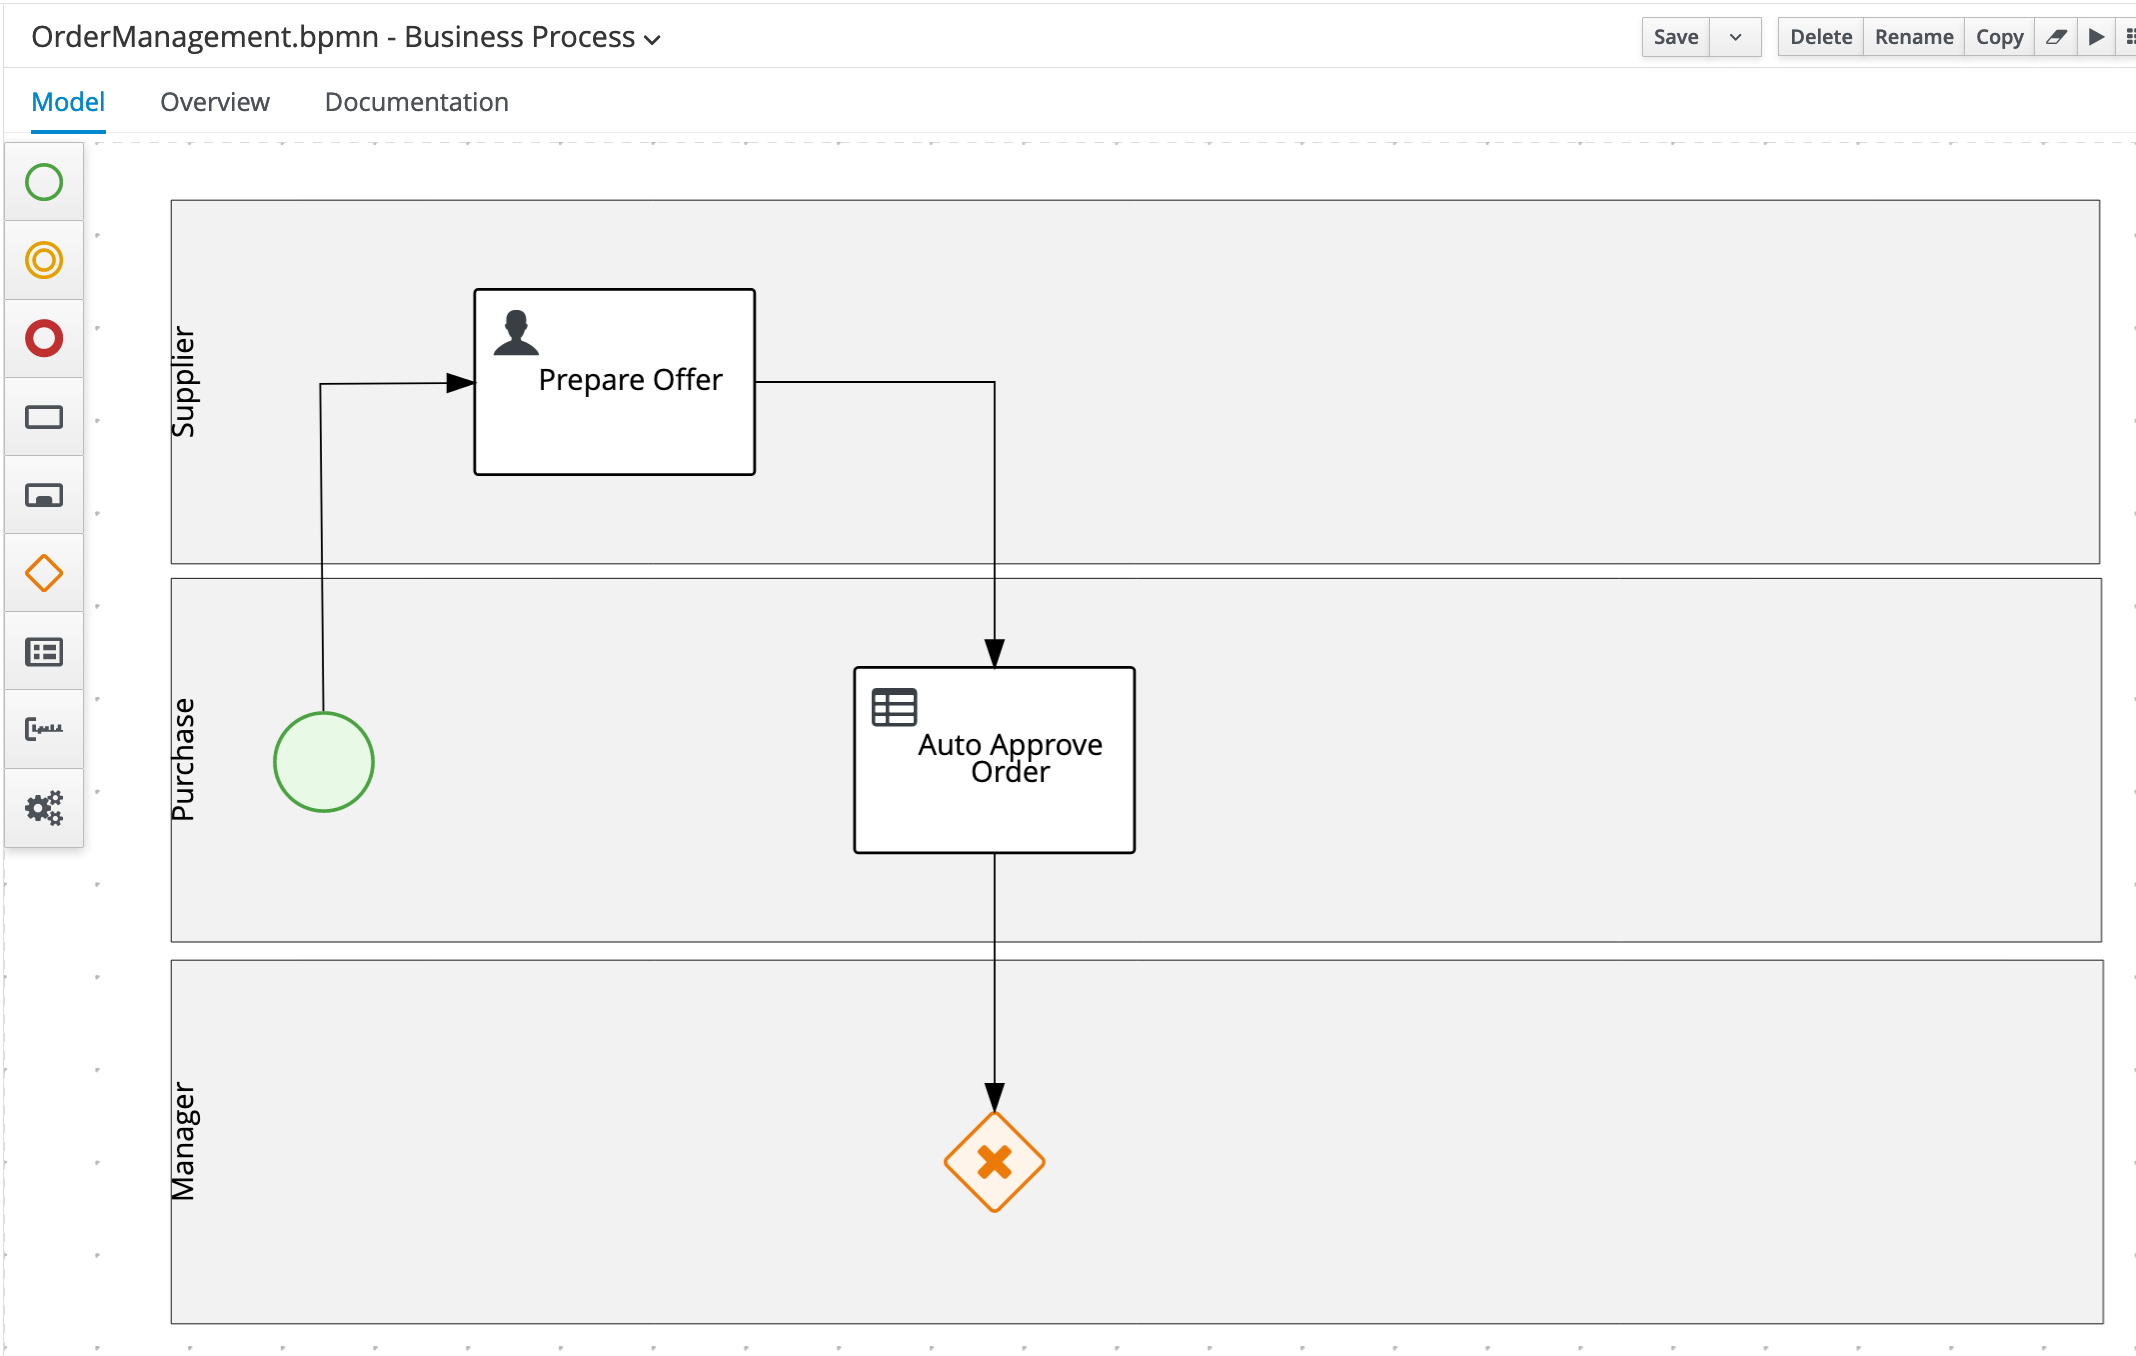 OrderManagement.bpmn - Business Process
Save
Delete
Rename
Copy
Model
Overview
Documentation
Supplier
Prepare Offer
Purchase
Auto Approve
Order
Manager